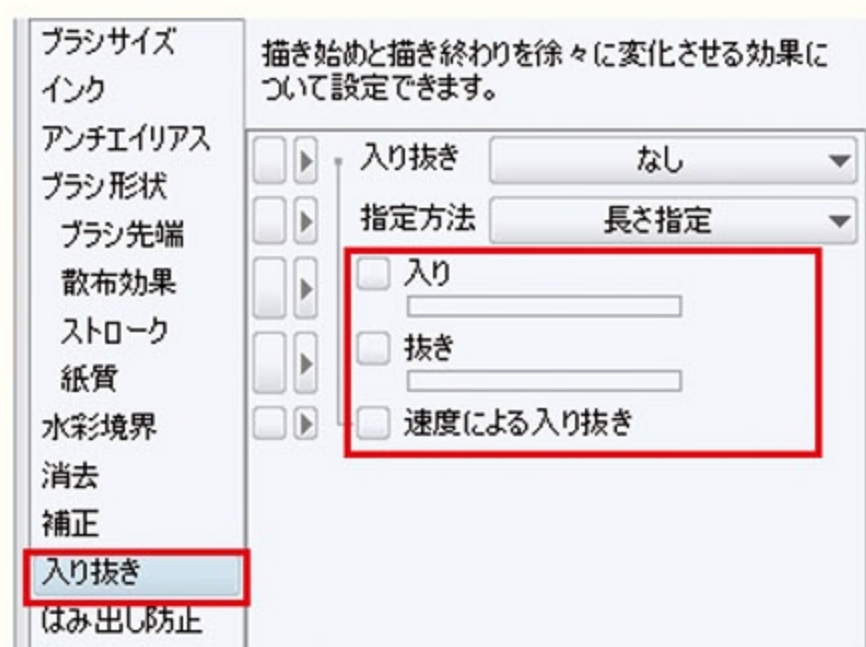 ブラシサイズ
インク
アンチエイリアス
ブラシ形状
ブラシ先端
散布効果
ストローク
紙質
水彩境界
消去
補正
入り抜き
はみ出し防止
描き始めと描き終わりを徐々に変化させる効果に
ついて設定できます。
入り抜き なし
指定方法 長さ指定
入り
抜き
速度による入り抜き